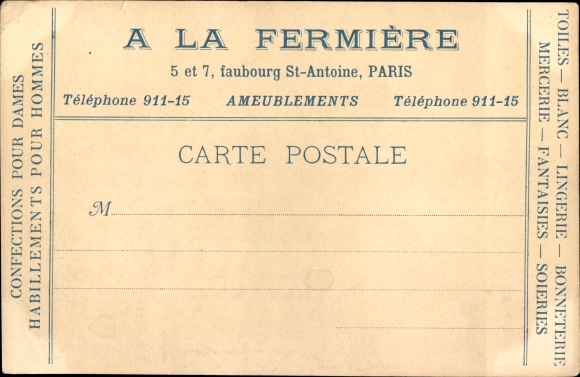 A LA FERMIÈRE
5 et 7, faubourg St-Antoine, PARIS
Téléphone 911-15 AMEUBLEMENTS Téléphone 911-15
CARTE POSTALE
M
CONFECTIONS POUR DAMES
HABILLEMENTS POUR HOMMES
TOILES — BLANC — LINGERIE — BONNETERIE
MERCERIE — FANTAISIES — SOIERIES